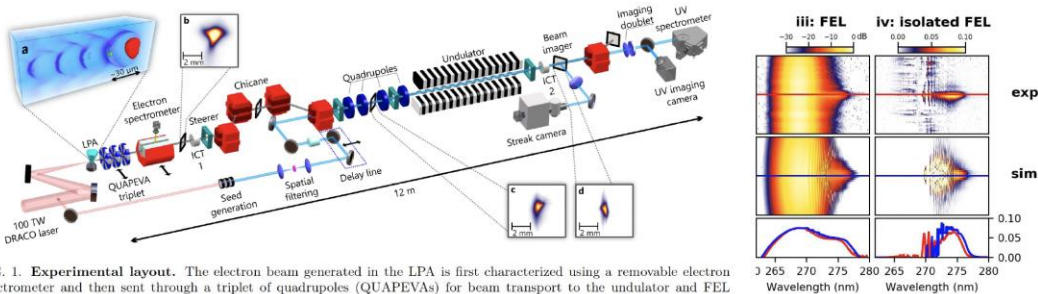 a
~30 μm
b
2 mm
LPA
Electron
spectrometer
QUAPEVA
triplet
100 TW
DRACO laser
Steerer
ICT
1
Chicane
Seed
generation
Spatial
filtering
Delay line
Quadrupoles
Undulator
12 m
Streak camera
Beam
imager
ICT
2
Imaging
doublet
UV
spectrometer
UV imaging
camera
c
2 mm
d
2 mm
iii: FEL
iv: isolated FEL
−30 −20 −10 0 dB
0.00 0.05 0.10
exp
sim
0.10
0.05
0.00
265 270 275 280
265 270 275 280
Wavelength (nm)
Wavelength (nm)
. 1. Experimental layout. The electron beam generated in the LPA is first characterized using a removable electron
ctrometer and then sent through a triplet of quadrupoles (QUAPEVAs) for beam transport to the undulator and FEL